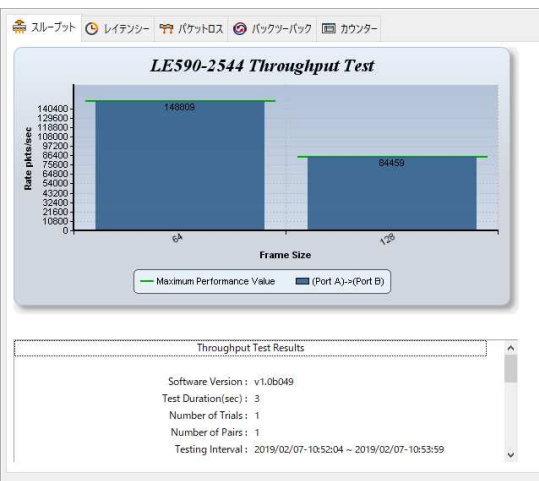 スループット レイテンシー パケットロス バックツーバック カウンター
LE590-2544 Throughput Test
Rate pkts/sec
140400
129600
118800
108000
97200
86400
75600
64800
54000
43200
32400
21600
10800
0
148809
84459
64
128
Frame Size
Maximum Performance Value (Port A)->(Port B)
Throughput Test Results
Software Version : v1.0b049
Test Duration(sec) : 3
Number of Trials : 1
Number of Pairs : 1
Testing Interval : 2019/02/07-10:52:04 ~ 2019/02/07-10:53:59